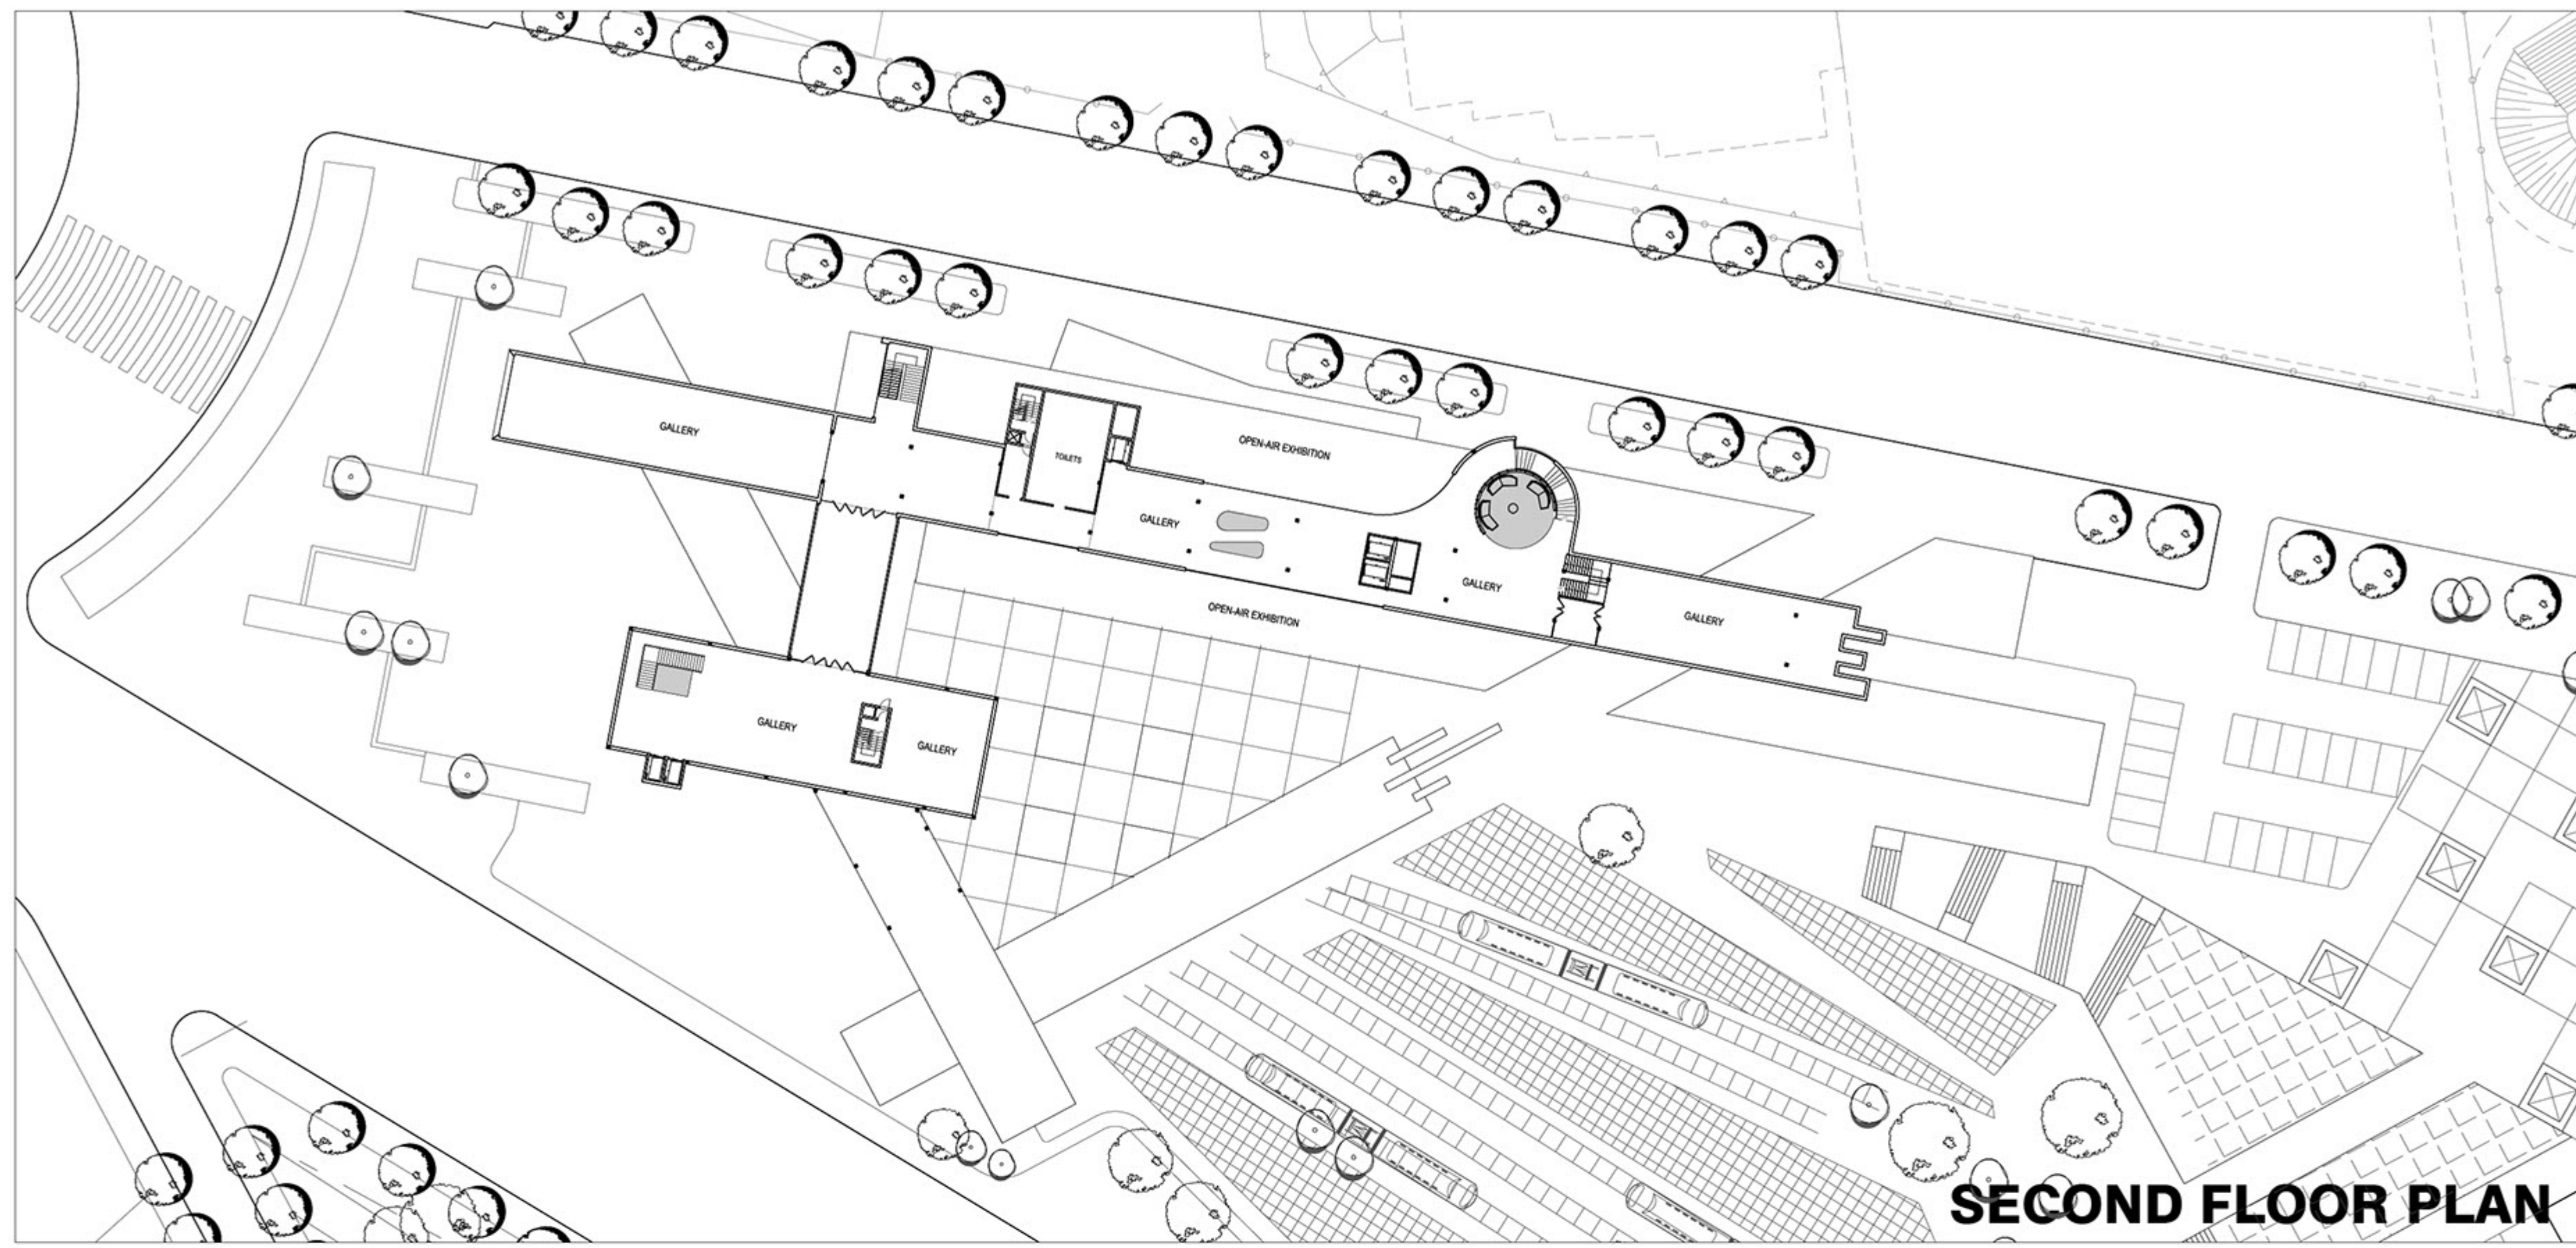 GALLERY
TOILETS
OPEN-AIR EXHIBITION
GALLERY
GALLERY
GALLERY
OPEN-AIR EXHIBITION
GALLERY
GALLERY
SECOND FLOOR PLAN